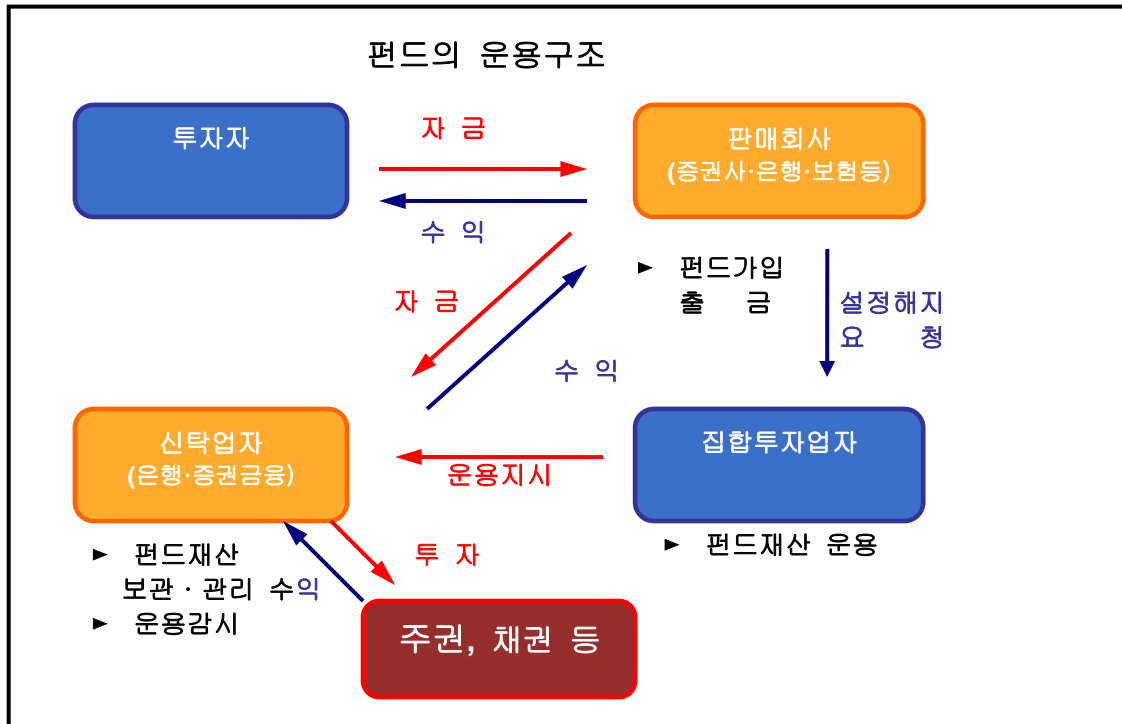 펀드의 운용구조
투자자
자 금
판매회사
(증권사·은행·보험등)
수 익
자 금
► 펀드가입
출 금
설정해지
요 청
수 익
신탁업자
(은행·증권금융)
운용지시
집합투자업자
► 펀드재산 운용
► 펀드재산
보관·관리 수익
► 운용감시
투 자
주권, 채권 등